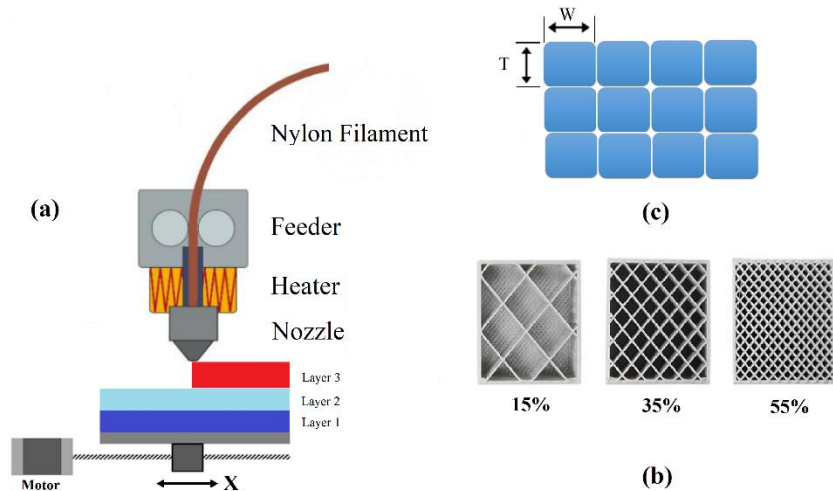 (a)
Nylon Filament
Feeder
Heater
Nozzle
Layer 3
Layer 2
Layer 1
Motor
X
W
T
(c)
15%
35%
55%
(b)